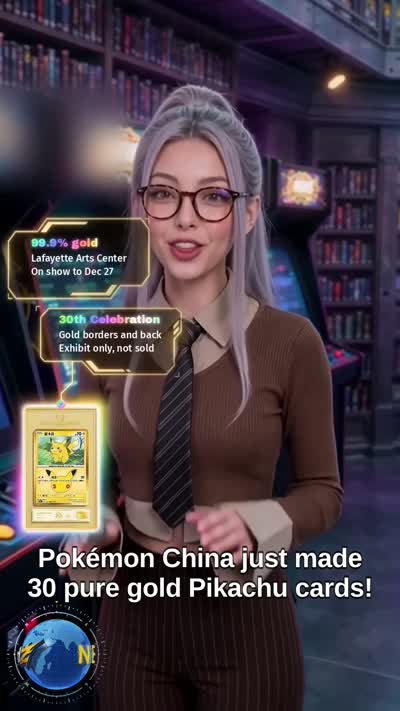 99.9% gold
Lafayette Arts Center
On show to Dec 27
30th Celebration
Gold borders and back
Exhibit only, not sold
Pokémon China just made
30 pure gold Pikachu cards!
NE